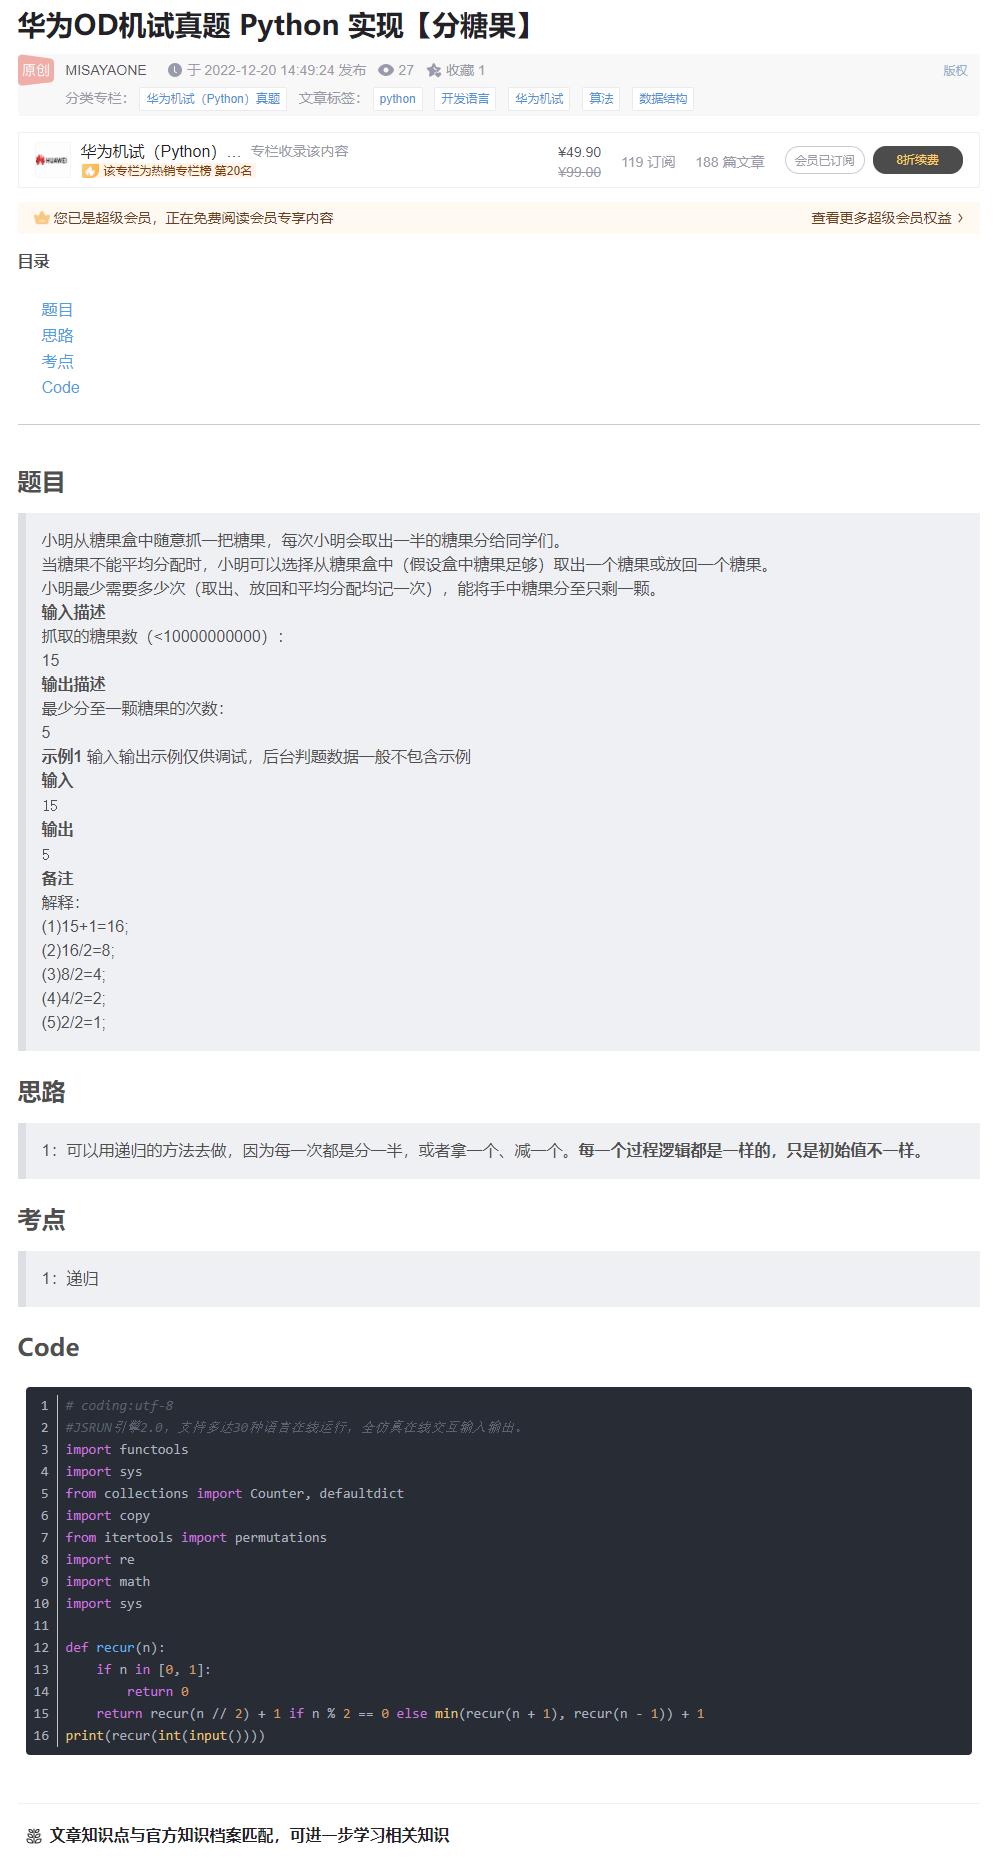 华为OD机试真题 Python 实现【分糖果】
原创 MISAYAONE 于 2022-12-20 14:49:24 发布 27 收藏 1 版权
分类专栏： 华为机试（Python）真题 文章标签： python 开发语言 华为机试 算法 数据结构
HUAWEI 华为机试（Python）... 专栏收录该内容 ¥49.90 119 订阅 188 篇文章 会员已订阅 8折续费
该专栏为热销专栏榜 第20名 ¥99.00
您已是超级会员，正在免费阅读会员专享内容 查看更多超级会员权益 >
目录
题目
思路
考点
Code
题目
小明从糖果盒中随意抓一把糖果，每次小明会取出一半的糖果分给同学们。
当糖果不能平均分配时，小明可以选择从糖果盒中（假设盒中糖果足够）取出一个糖果或放回一个糖果。
小明最少需要多少次（取出、放回和平均分配均记一次），能将手中糖果分至只剩一颗。
输入描述
抓取的糖果数（<10000000000）：
15
输出描述
最少分至一颗糖果的次数：
5
示例1 输入输出示例仅供调试，后台判题数据一般不包含示例
输入
15
输出
5
备注
解释：
(1)15+1=16;
(2)16/2=8;
(3)8/2=4;
(4)4/2=2;
(5)2/2=1;
思路
1：可以用递归的方法去做，因为每一次都是分一半，或者拿一个、减一个。每一个过程逻辑都是一样的，只是初始值不一样。
考点
1：递归
Code
1 # coding:utf-8
2 #JSRUN引擎2.0，支持多达30种语言在线运行，全仿真在线交互输入输出。
3 import functools
4 import sys
5 from collections import Counter, defaultdict
6 import copy
7 from itertools import permutations
8 import re
9 import math
10 import sys
11
12 def recur(n):
13     if n in [0, 1]:
14         return 0
15     return recur(n // 2) + 1 if n % 2 == 0 else min(recur(n + 1), recur(n - 1)) + 1
16 print(recur(int(input())))
文章知识点与官方知识档案匹配，可进一步学习相关知识